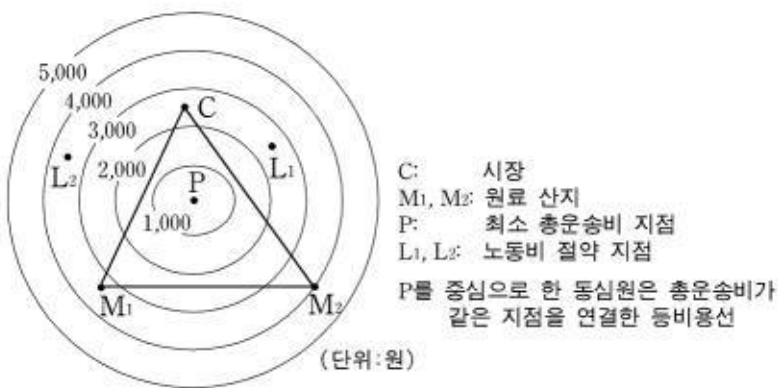 5,000
4,000
3,000
2,000
1,000
C
L₁
L₂
P
M₁
M₂
(단위:원)
C: 시장
M₁, M₂: 원료 산지
P: 최소 총운송비 지점
L₁, L₂: 노동비 절약 지점
P를 중심으로 한 동심원은 총운송비가
같은 지점을 연결한 등비용선